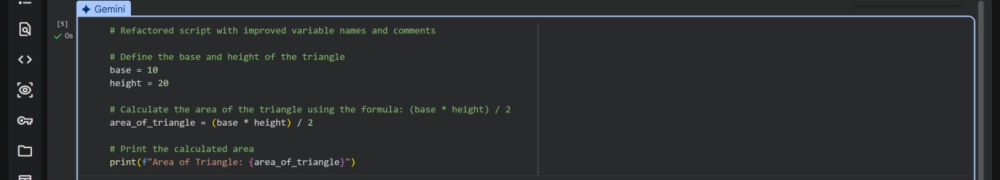 Gemini
[5]
0s
# Refactored script with improved variable names and comments
# Define the base and height of the triangle
base = 10
height = 20
# Calculate the area of the triangle using the formula: (base * height) / 2
area_of_triangle = (base * height) / 2
# Print the calculated area
print(f"Area of Triangle: {area_of_triangle}")